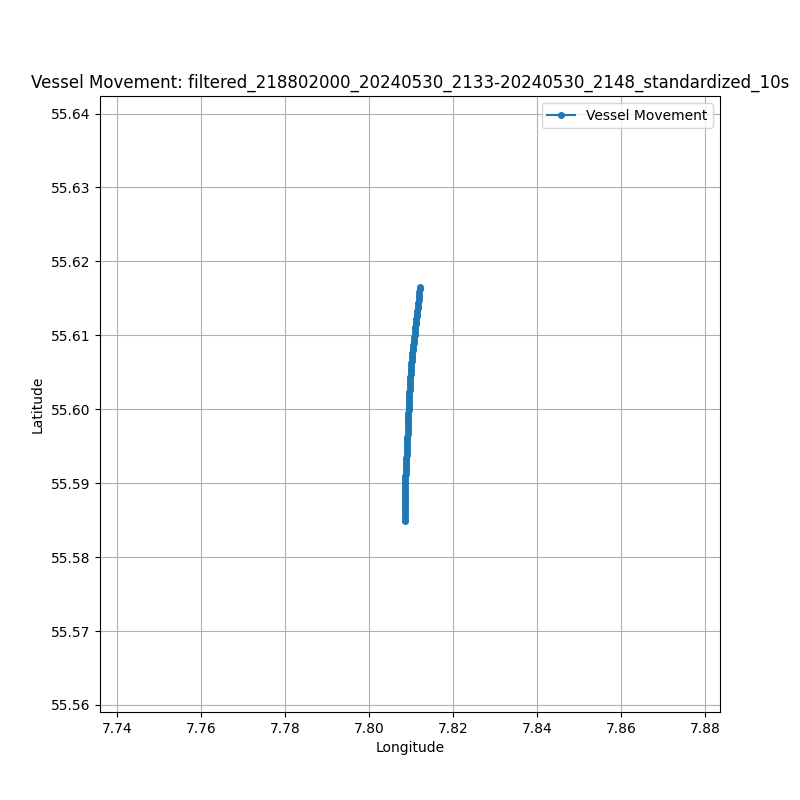 Vessel Movement: filtered_218802000_20240530_2133-20240530_2148_standardized_10s
Vessel Movement
55.64
55.63
55.62
55.61
55.60
55.59
55.58
55.57
55.56
Latitude
7.74 7.76 7.78 7.80 7.82 7.84 7.86 7.88
Longitude